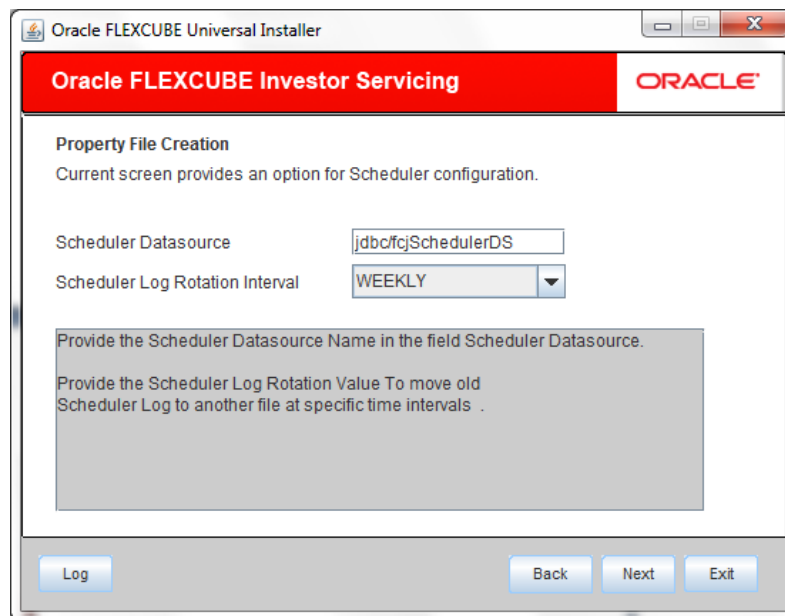 Oracle FLEXCUBE Universal Installer
Oracle FLEXCUBE Investor Servicing
ORACLE
Property File Creation
Current screen provides an option for Scheduler configuration.
Scheduler Datasource
jdbc/fcjSchedulerDS
Scheduler Log Rotation Interval
WEEKLY
Provide the Scheduler Datasource Name in the field Scheduler Datasource.
Provide the Scheduler Log Rotation Value To move old
Scheduler Log to another file at specific time intervals  .
Log
Back
Next
Exit